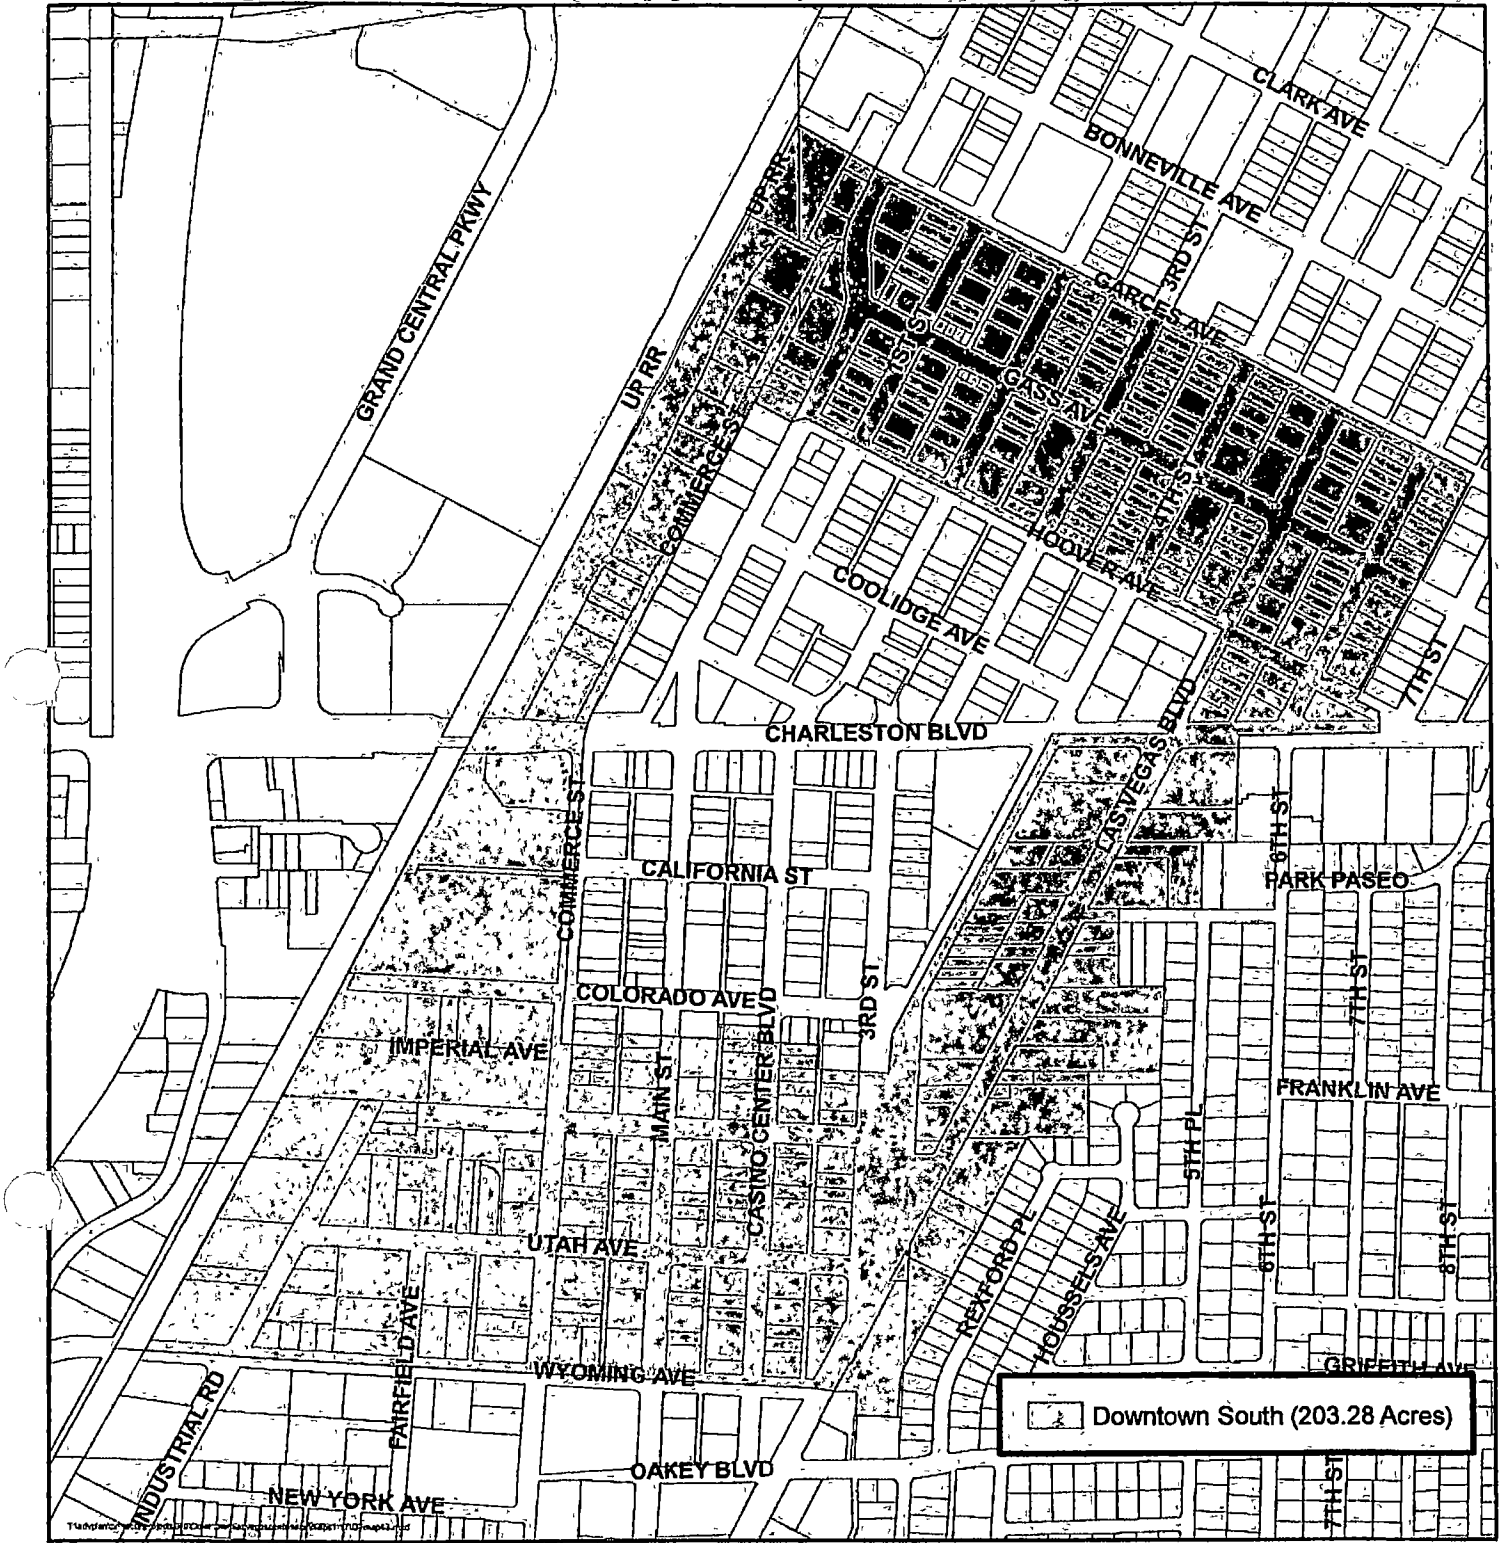 CLARK AVE
BONNEVILLE AVE
UP RR
3RD ST
GARCES AVE
GRAND CENTRAL PKWY
UP RR
GASS AVE
COMMERCE ST
4TH ST
HOOVER AVE
COOLIDGE AVE
7TH ST
LAS VEGAS BLVD
CHARLESTON BLVD
COMMERCE ST
6TH ST
CALIFORNIA ST
PARK PASEO
7TH ST
COLORADO AVE
3RD ST
CASINO CENTER BLVD
IMPERIAL AVE
MAIN ST
FRANKLIN AVE
5TH PL
UTAH AVE
REXFORD PL
HOUSSELS AVE
6TH ST
8TH ST
FAIRFIELD AVE
WYOMING AVE
GRIFFITH AVE
INDUSTRIAL RD
Downtown South (203.28 Acres)
OAKEY BLVD
NEW YORK AVE
7TH ST